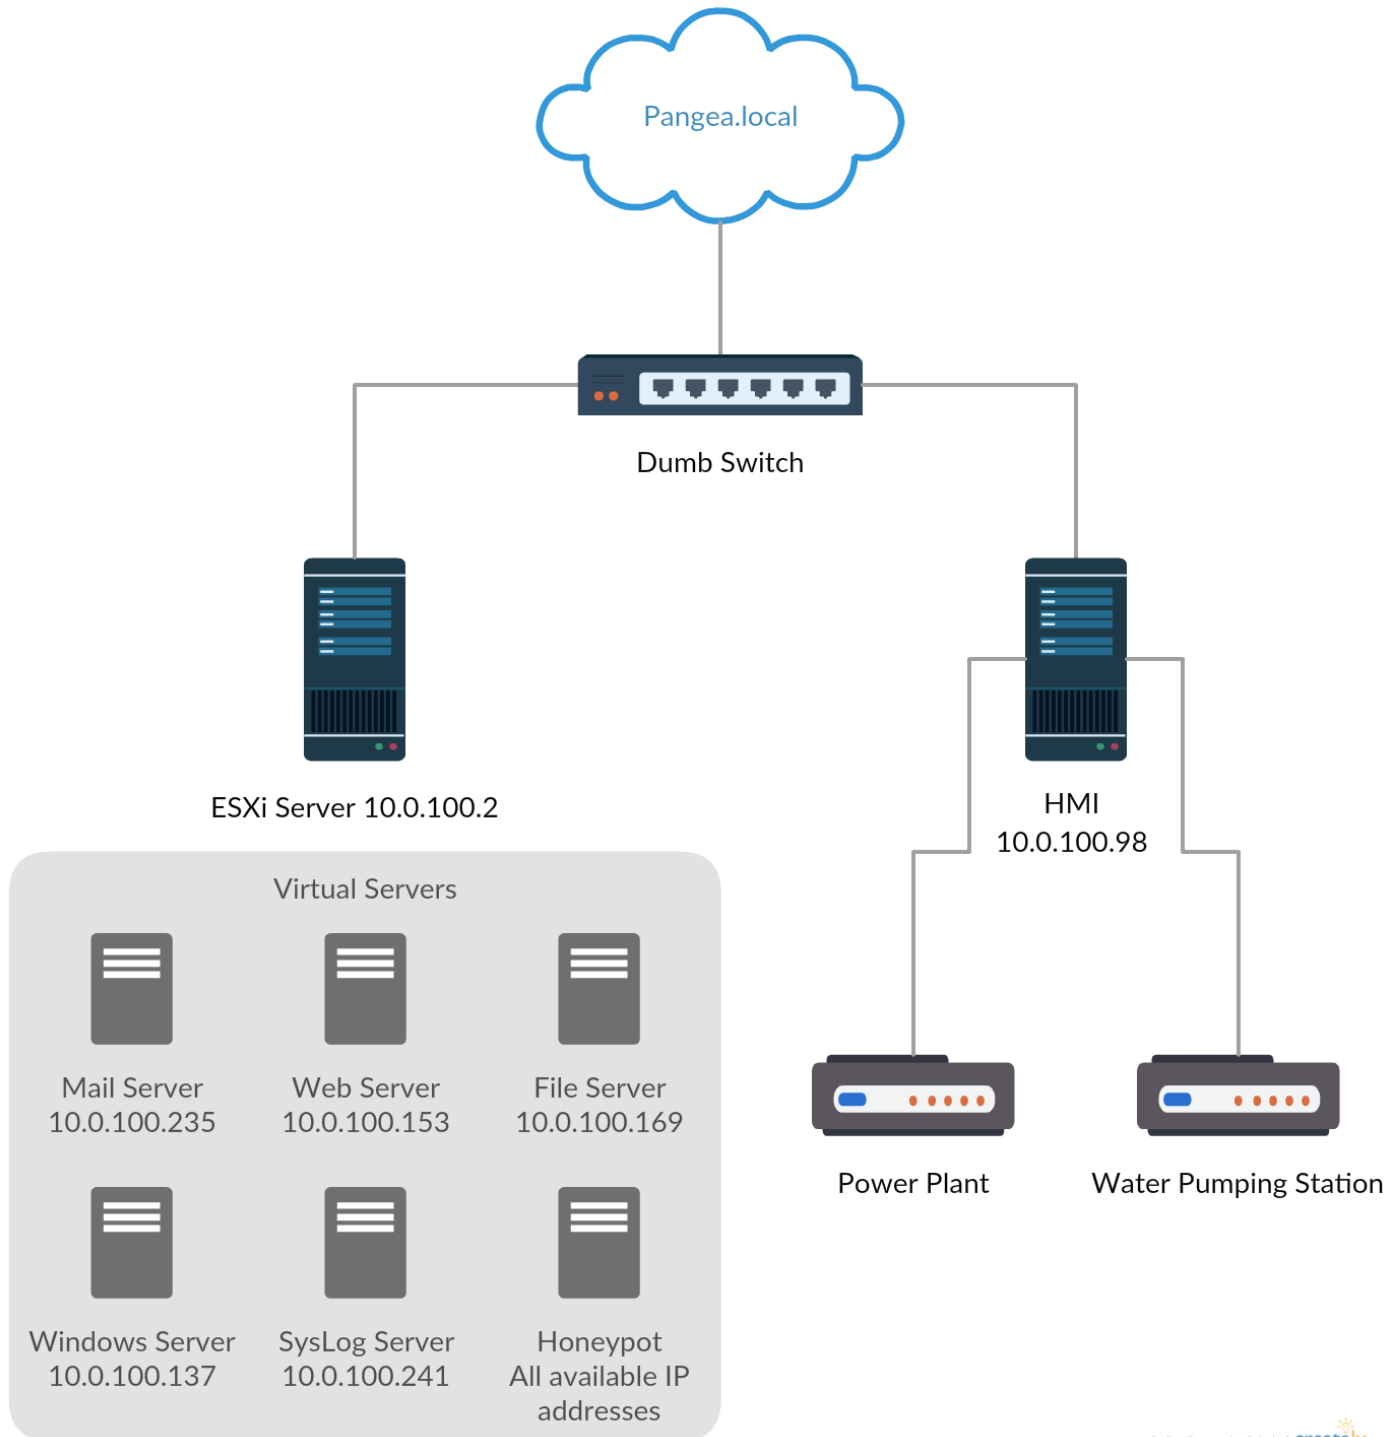 Pangea.local
Dumb Switch
ESXi Server 10.0.100.2
HMI
10.0.100.98
Virtual Servers
Mail Server
10.0.100.235
Web Server
10.0.100.153
File Server
10.0.100.169
Power Plant
Water Pumping Station
Windows Server
10.0.100.137
SysLog Server
10.0.100.241
Honeypot
All available IP
addresses